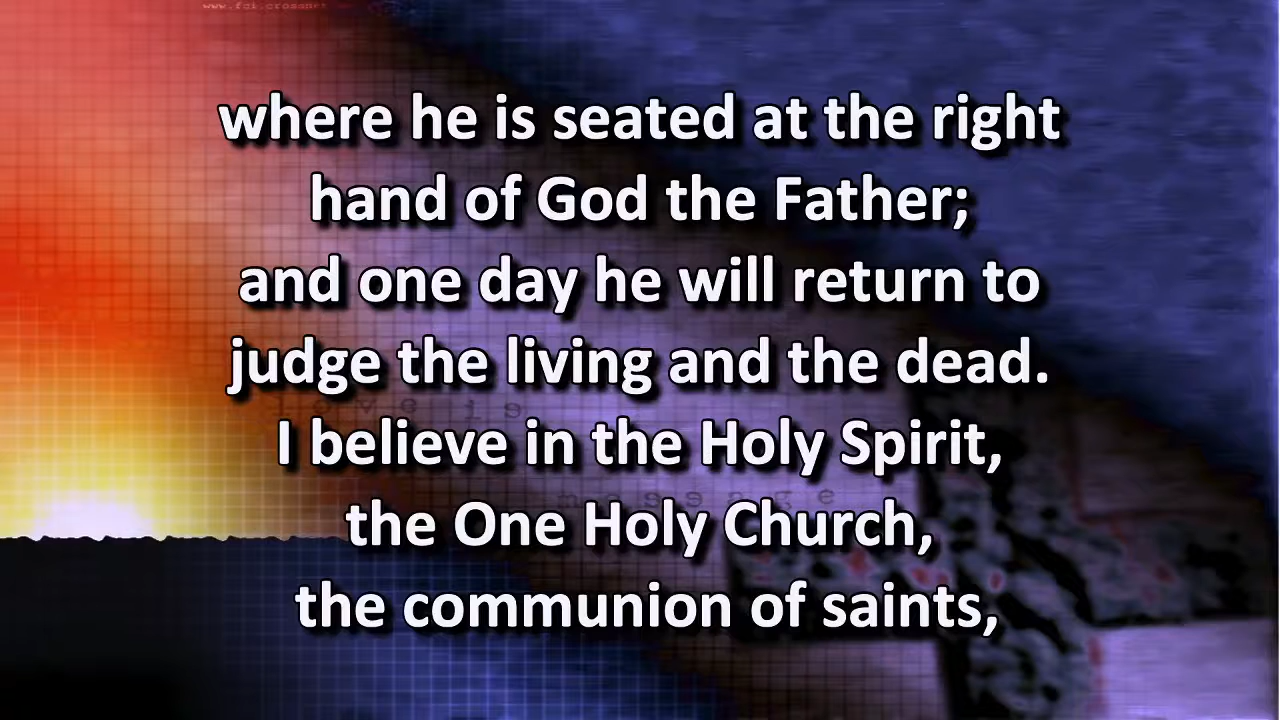 where he is seated at the right
hand of God the Father;
and one day he will return to
judge the living and the dead.
love is
I believe in the Holy Spirit,
the One Holy Church,
the communion of saints,